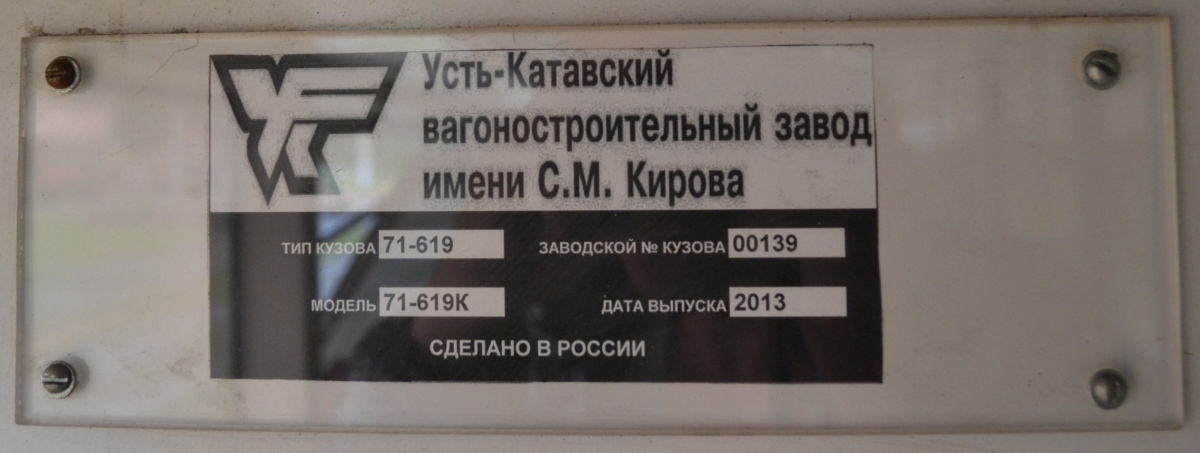 Усть-Катавский
вагоностроительный завод
имени С.М. Кирова
ТИП КУЗОВА 71-619 ЗАВОДСКОЙ № КУЗОВА 00139
МОДЕЛЬ 71-619К ДАТА ВЫПУСКА 2013
СДЕЛАНО В РОССИИ